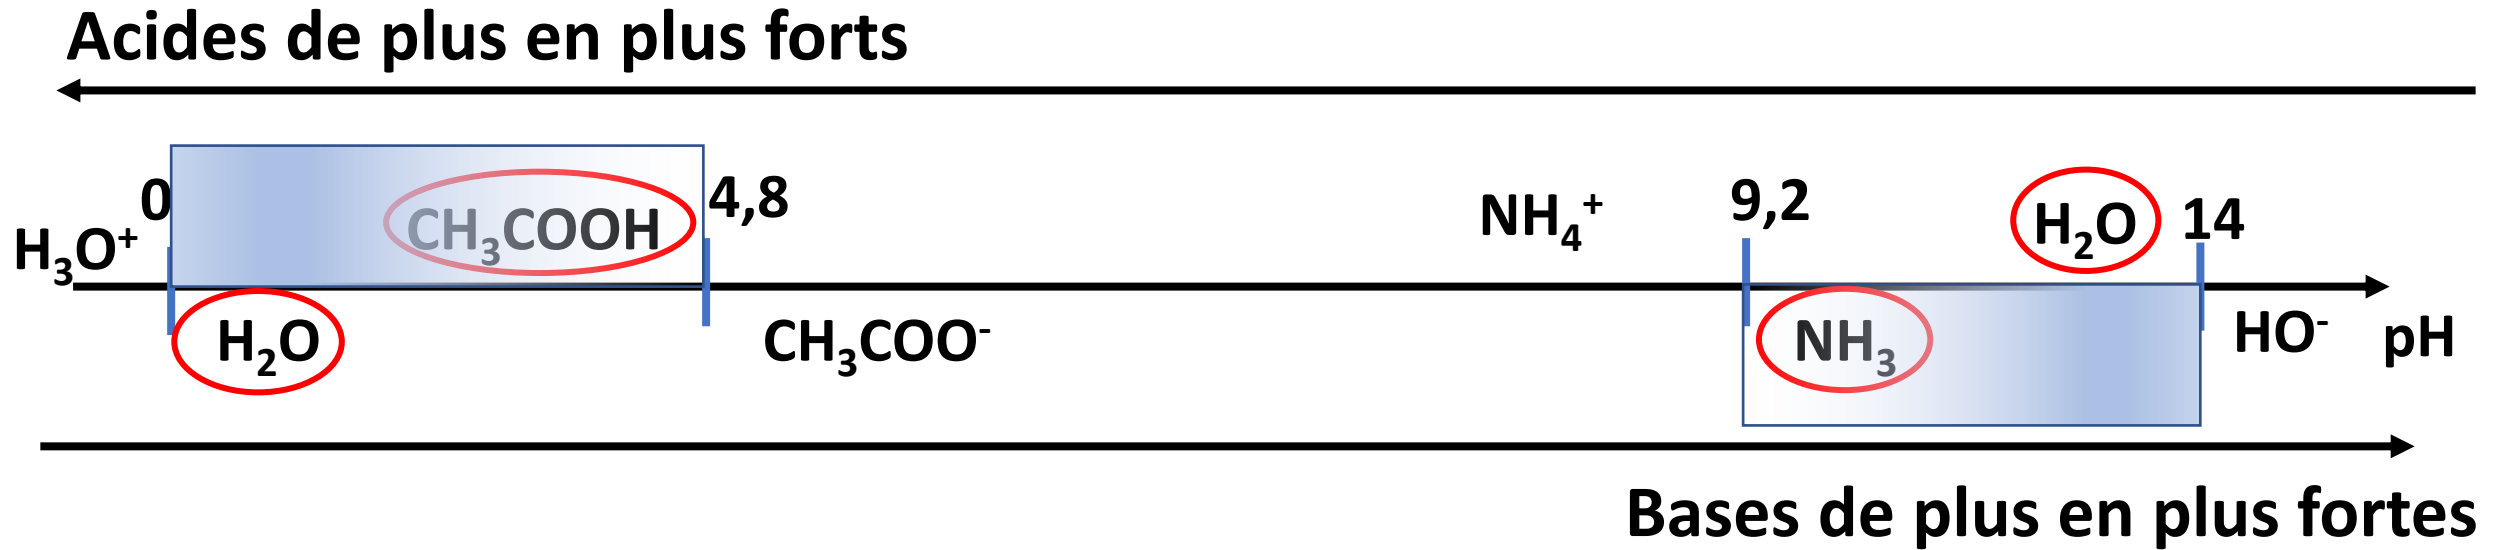 Acides de plus en plus forts
0 4,8 9,2 14
H₃O⁺ CH₃COOH NH₄⁺ H₂O
H₂O CH₃COO⁻ NH₃ HO⁻ pH
Bases de plus en plus fortes